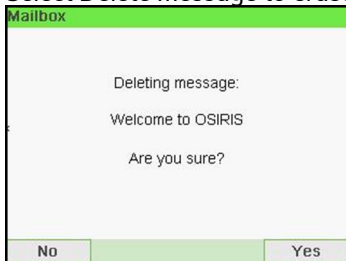 Select Delete message to erase
Mailbox
Deleting message:
Welcome to OSIRIS
Are you sure?
No Yes